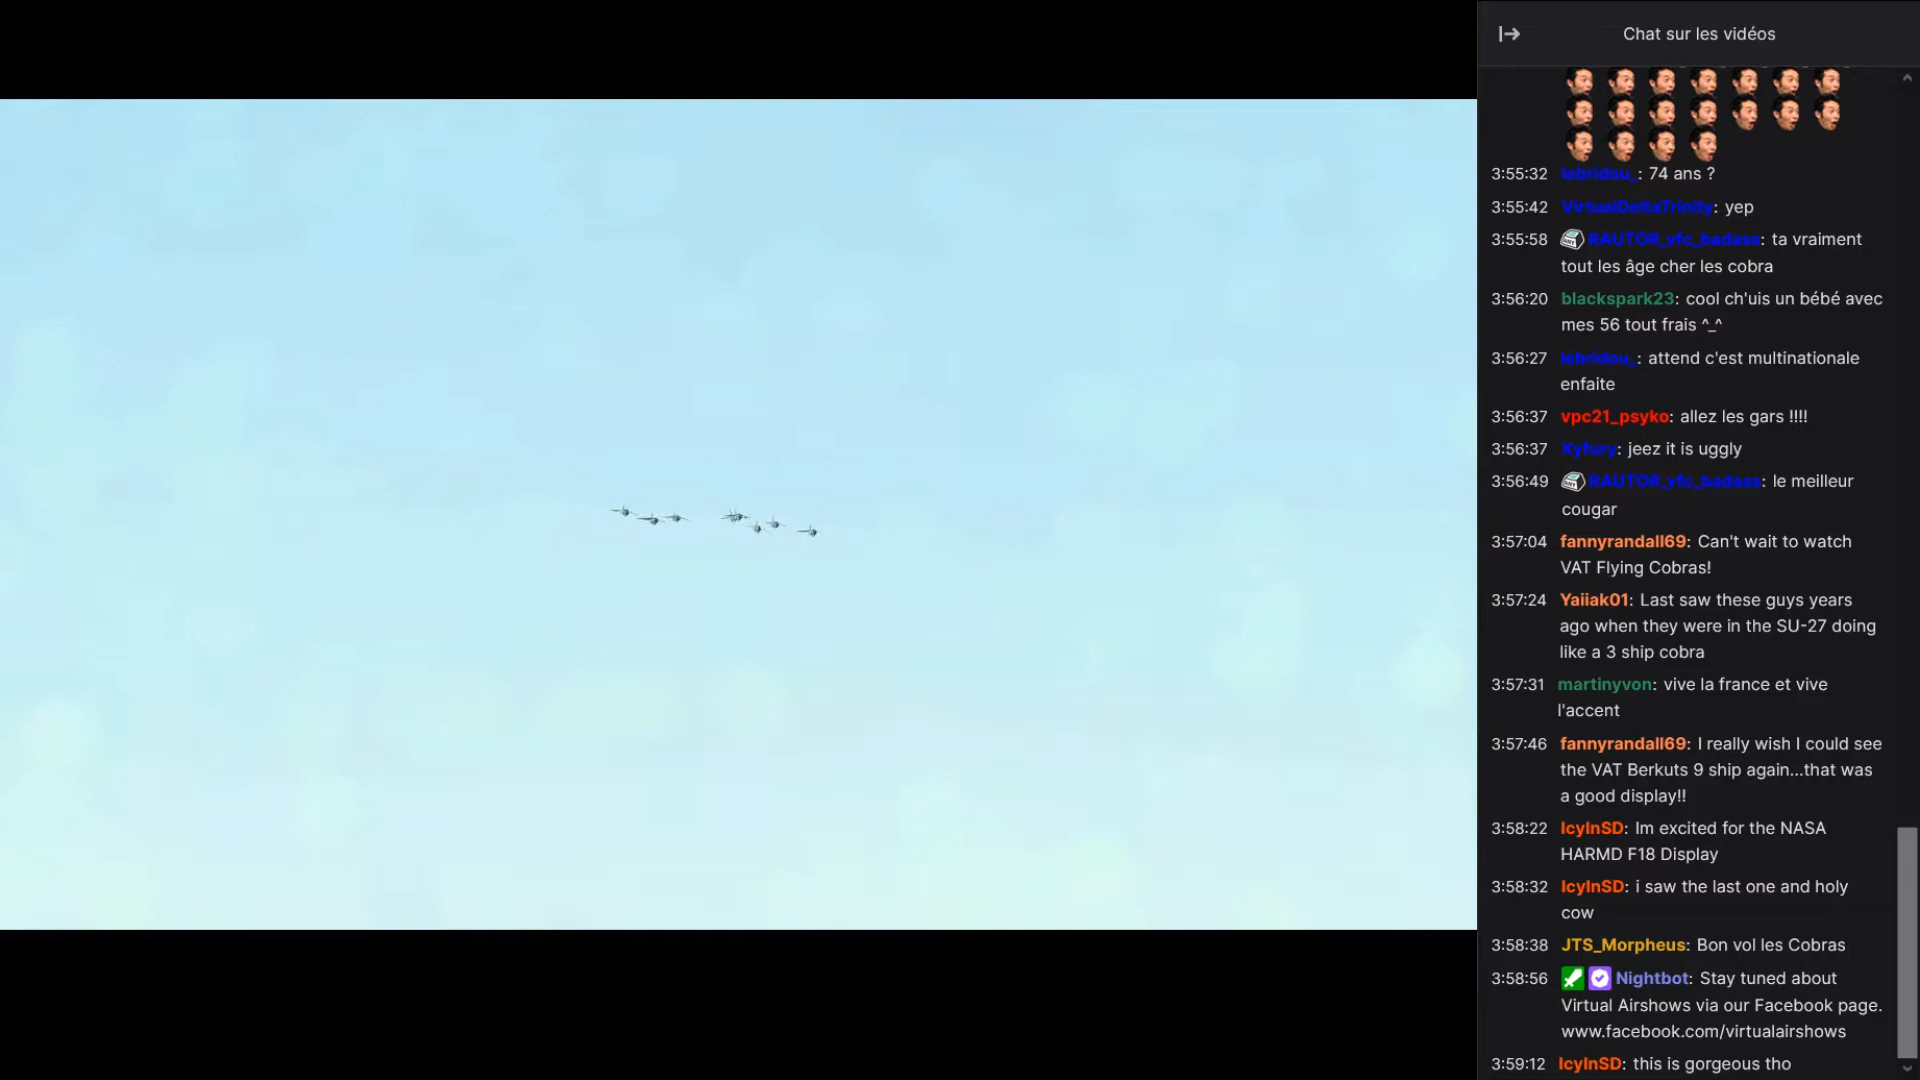 Chat sur les vidéos
3:55:32 lebridou_: 74 ans ?
3:55:42 VirtualDeltaTrinity: yep
3:55:58 RAUTOR_vfc_badass: ta vraiment
tout les âge cher les cobra
3:56:20 blackspark23: cool ch'uis un bébé avec
mes 56 tout frais ^_^
3:56:27 lebridou_: attend c'est multinationale
enfaite
3:56:37 vpc21_psyko: allez les gars !!!!
3:56:37 Xyfury: jeez it is uggly
3:56:49 RAUTOR_vfc_badass: le meilleur
cougar
3:57:04 fannyrandall69: Can't wait to watch
VAT Flying Cobras!
3:57:24 Yaiiak01: Last saw these guys years
ago when they were in the SU-27 doing
like a 3 ship cobra
3:57:31 martinyvon: vive la france et vive
l'accent
3:57:46 fannyrandall69: I really wish I could see
the VAT Berkuts 9 ship again...that was
a good display!!
3:58:22 IcyInSD: Im excited for the NASA
HARMD F18 Display
3:58:32 IcyInSD: i saw the last one and holy
cow
3:58:38 JTS_Morpheus: Bon vol les Cobras
3:58:56 Nightbot: Stay tuned about
Virtual Airshows via our Facebook page.
www.facebook.com/virtualairshows
3:59:12 IcyInSD: this is gorgeous tho